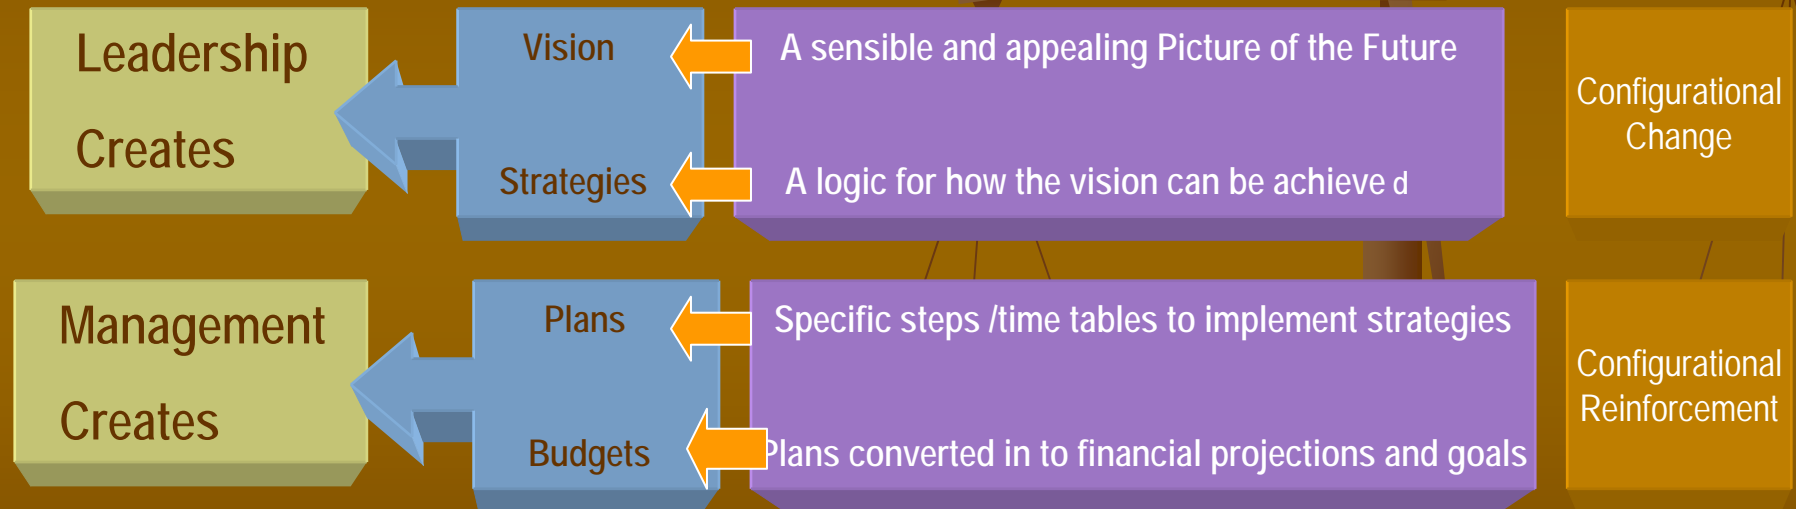 Leadership
Creates
Vision
Strategies
A sensible and appealing Picture of the Future
A logic for how the vision can be achieve d
Configurational
Change
Management
Creates
Plans
Budgets
Specific steps /time tables to implement strategies
Plans converted in to financial projections and goals
Configurational
Reinforcement